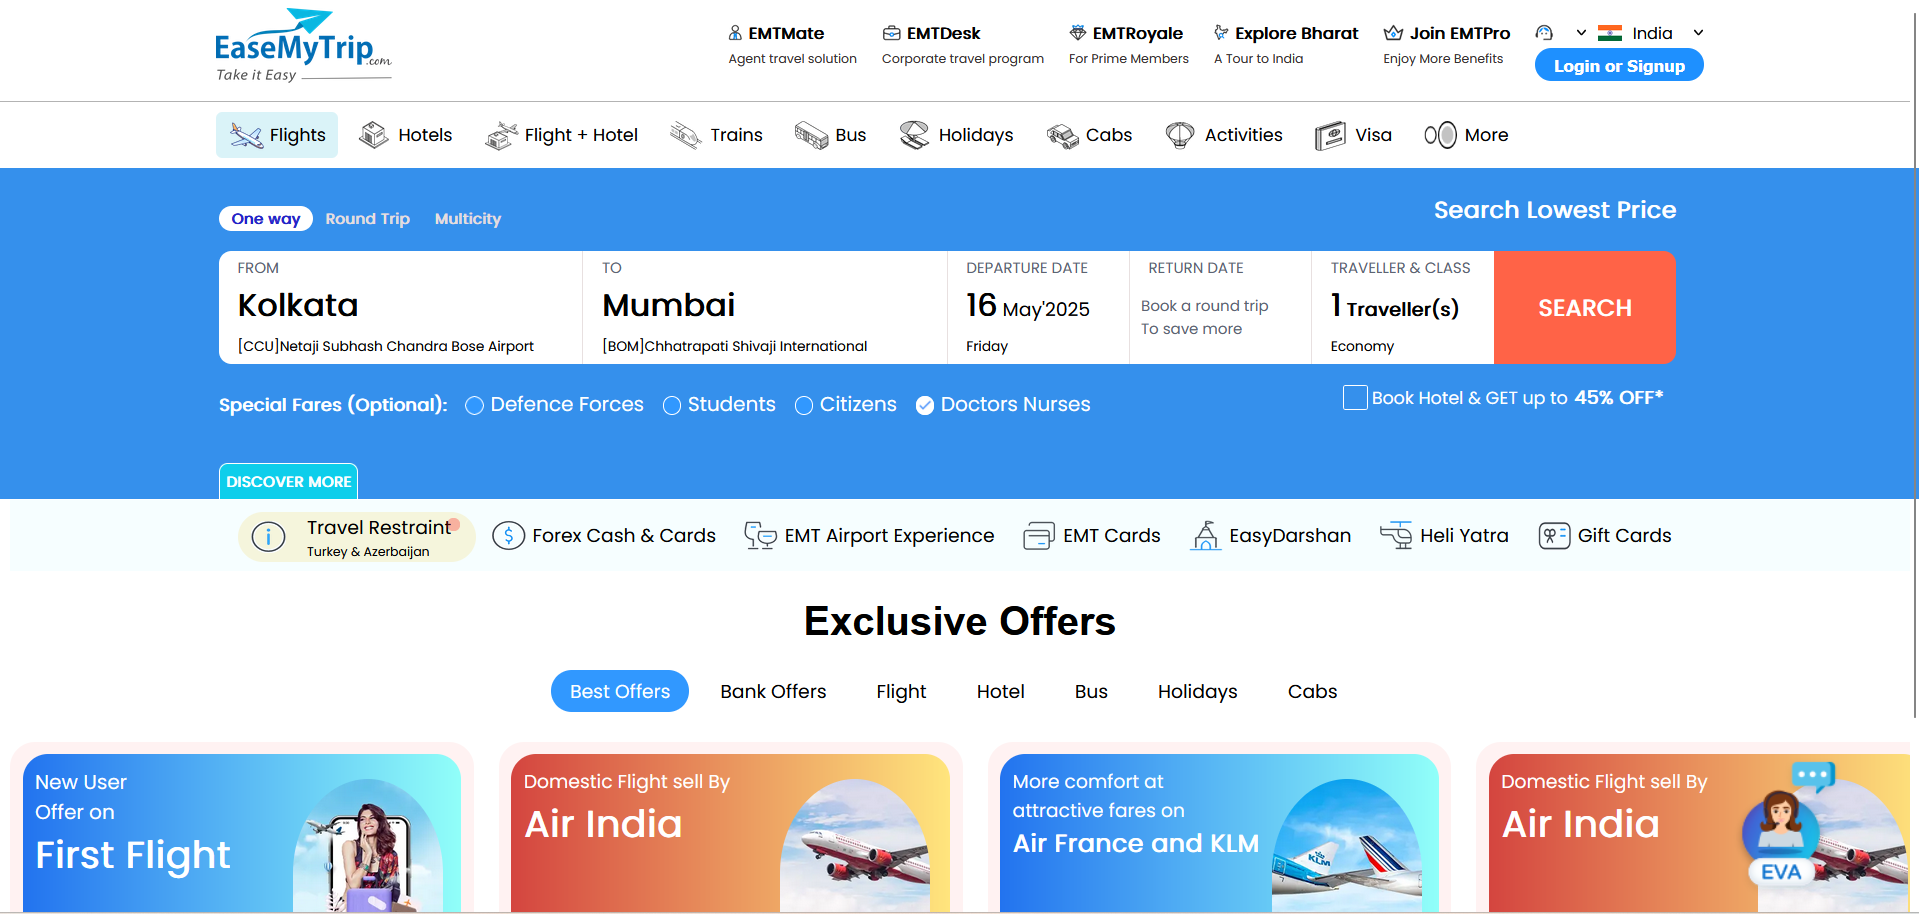 EaseMyTrip.com
Take it Easy
EMTMate
Agent travel solution
EMTDesk
Corporate travel program
EMTRoyale
For Prime Members
Explore Bharat
A Tour to India
Join EMTPro
Enjoy More Benefits
India
Login or Signup
Flights
Hotels
Flight + Hotel
Trains
Bus
Holidays
Cabs
Activities
Visa
More
One way
Round Trip
Multicity
Search Lowest Price
FROM
Kolkata
[CCU]Netaji Subhash Chandra Bose Airport
TO
Mumbai
[BOM]Chhatrapati Shivaji International
DEPARTURE DATE
16 May'2025
Friday
RETURN DATE
Book a round trip
To save more
TRAVELLER & CLASS
1 Traveller(s)
Economy
SEARCH
Special Fares (Optional):
Defence Forces
Students
Citizens
Doctors Nurses
Book Hotel & GET up to 45% OFF*
DISCOVER MORE
Travel Restraint
Turkey & Azerbaijan
Forex Cash & Cards
EMT Airport Experience
EMT Cards
EasyDarshan
Heli Yatra
Gift Cards
Exclusive Offers
Best Offers
Bank Offers
Flight
Hotel
Bus
Holidays
Cabs
New User
Offer on
First Flight
Domestic Flight sell By
Air India
More comfort at
attractive fares on
Air France and KLM
KLM
Domestic Flight sell By
Air India
EVA